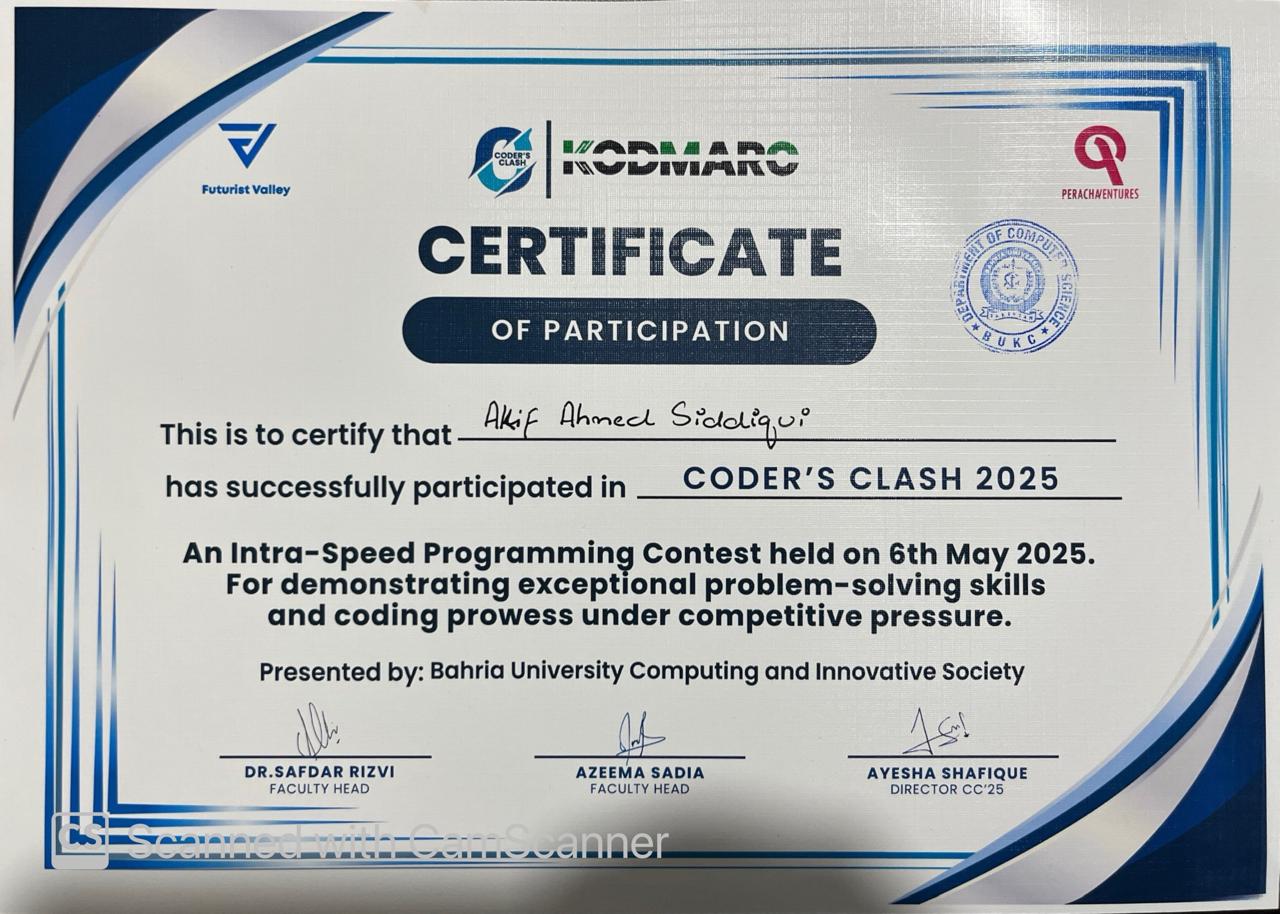 Futurist Valley
CODER'S CLASH
KODMARC
PERACHAVENTURES
CERTIFICATE
OF PARTICIPATION
DEPARTMENT OF COMPUTER SCIENCE
★ BUKC ★
This is to certify that Akif Ahmed Siddiqui
has successfully participated in CODER'S CLASH 2025
An Intra-Speed Programming Contest held on 6th May 2025.
For demonstrating exceptional problem-solving skills
and coding prowess under competitive pressure.
Presented by: Bahria University Computing and Innovative Society
DR.SAFDAR RIZVI
FACULTY HEAD
AZEEMA SADIA
FACULTY HEAD
AYESHA SHAFIQUE
DIRECTOR CC'25
CS Scanned with CamScanner